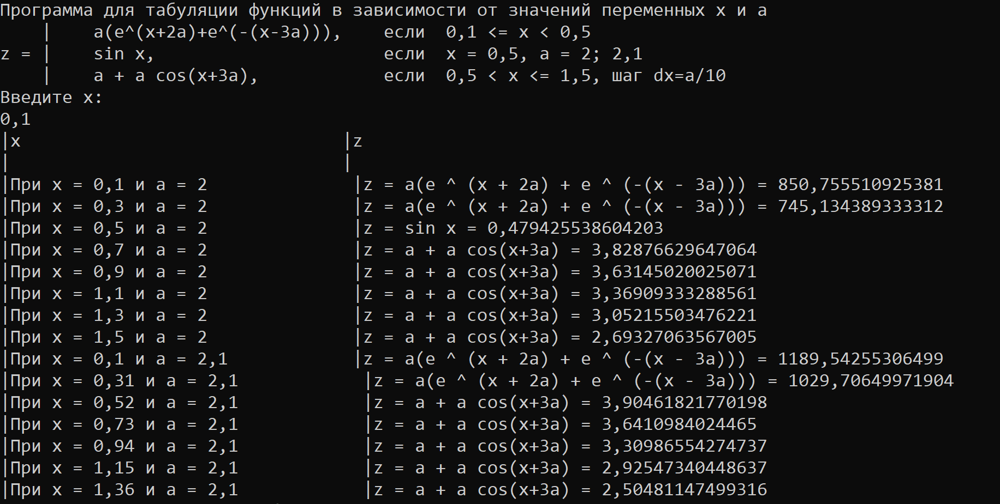 Программа для табуляции функций в зависимости от значений переменных x и a
    |    a(e^(x+2a)+e^(-(x-3a))),    если  0,1 <= x < 0,5
z = |    sin x,                      если  x = 0,5, a = 2; 2,1
    |    a + a cos(x+3a),            если  0,5 < x <= 1,5, шаг dx=a/10
Введите x:
0,1
|x                               |z
|                                |
|При x = 0,1 и a = 2              |z = a(e ^ (x + 2a) + e ^ (-(x - 3a))) = 850,755510925381
|При x = 0,3 и a = 2              |z = a(e ^ (x + 2a) + e ^ (-(x - 3a))) = 745,134389333312
|При x = 0,5 и a = 2              |z = sin x = 0,479425538604203
|При x = 0,7 и a = 2              |z = a + a cos(x+3a) = 3,82876629647064
|При x = 0,9 и a = 2              |z = a + a cos(x+3a) = 3,63145020025071
|При x = 1,1 и a = 2              |z = a + a cos(x+3a) = 3,36909333288561
|При x = 1,3 и a = 2              |z = a + a cos(x+3a) = 3,05215503476221
|При x = 1,5 и a = 2              |z = a + a cos(x+3a) = 2,69327063567005
|При x = 0,1 и a = 2,1            |z = a(e ^ (x + 2a) + e ^ (-(x - 3a))) = 1189,54255306499
|При x = 0,31 и a = 2,1            |z = a(e ^ (x + 2a) + e ^ (-(x - 3a))) = 1029,70649971904
|При x = 0,52 и a = 2,1            |z = a + a cos(x+3a) = 3,90461821770198
|При x = 0,73 и a = 2,1            |z = a + a cos(x+3a) = 3,6410984024465
|При x = 0,94 и a = 2,1            |z = a + a cos(x+3a) = 3,30986554274737
|При x = 1,15 и a = 2,1            |z = a + a cos(x+3a) = 2,92547340448637
|При x = 1,36 и a = 2,1            |z = a + a cos(x+3a) = 2,50481147499316